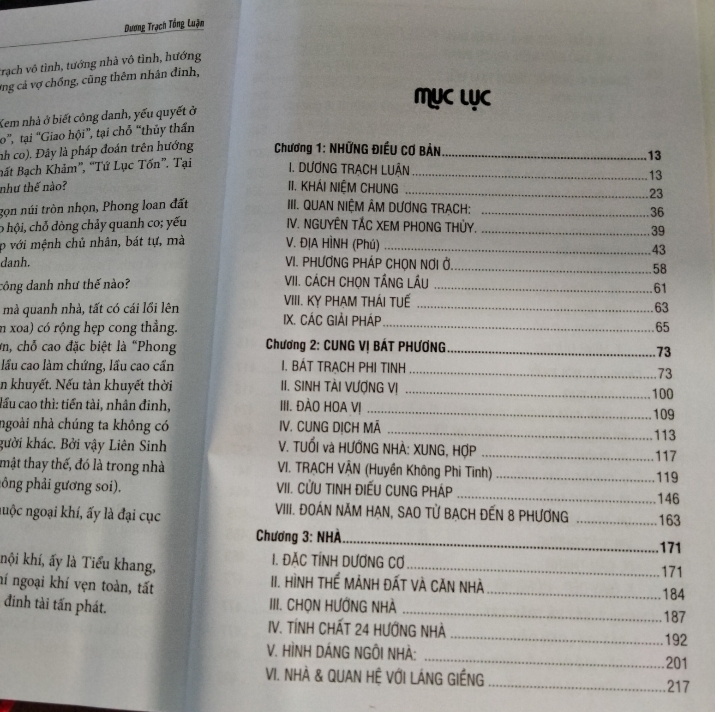 Dương Trạch Tổng Luận
trạch vô tình, tướng nhà vô tình, hướng
cả vợ chồng, cũng thêm nhân đinh,
Xem nhà ở biết công danh, yếu quyết ở
tại “Giao hội”, tại chỗ “thủy thần
co). Đây là pháp đoán trên hướng
Bạch Khảm”, “Tứ Lục Tốn”. Tại
như thế nào?
núi tròn nhọn, Phong loan đất
hội, chỗ dòng chảy quanh co; yếu
với mệnh chủ nhân, bát tự, mà
danh.
công danh như thế nào?
mà quanh nhà, tất có cái lối lên
xoa) có rộng hẹp cong thẳng.
chỗ cao đặc biệt là “Phong
lầu cao làm chứng, lầu cao cần
khuyết. Nếu tàn khuyết thời
lầu cao thì: tiền tài, nhân đinh,
ngoài nhà chúng ta không có
người khác. Bởi vậy Liên Sinh
mật thay thế, đó là trong nhà
phải gương soi).
ngoại khí, ấy là đại cục
nội khí, ấy là Tiểu khang,
ngoại khí vẹn toàn, tất
đinh tài tấn phát.
MỤC LỤC
Chương 1: NHỮNG ĐIỀU CƠ BẢN.....13
I. DƯƠNG TRẠCH LUẬN.....13
II. KHÁI NIỆM CHUNG .....23
III. QUAN NIỆM ÂM DƯƠNG TRẠCH: .....36
IV. NGUYÊN TẮC XEM PHONG THỦY. .....39
V. ĐỊA HÌNH (Phú) .....43
VI. PHƯƠNG PHÁP CHỌN NƠI Ở.....58
VII. CÁCH CHỌN TẦNG LẦU .....61
VIII. KỴ PHẠM THÁI TUẾ .....63
IX. CÁC GIẢI PHÁP.....65
Chương 2: CUNG VỊ BÁT PHƯƠNG.....73
I. BÁT TRẠCH PHI TINH .....73
II. SINH TÀI VƯỢNG VỊ .....100
III. ĐÀO HOA VỊ .....109
IV. CUNG DỊCH MÃ .....113
V. TUỔI và HƯỚNG NHÀ: XUNG, HỢP .....117
VI. TRẠCH VẬN (Huyền Không Phi Tinh).....119
VII. CỬU TINH ĐIẾU CUNG PHÁP .....146
VIII. ĐOÁN NĂM HẠN, SAO TỬ BẠCH ĐẾN 8 PHƯƠNG .....163
Chương 3: NHÀ.....171
I. ĐẶC TÍNH DƯƠNG CƠ.....171
II. HÌNH THẾ MẢNH ĐẤT VÀ CĂN NHÀ.....184
III. CHỌN HƯỚNG NHÀ .....187
IV. TÍNH CHẤT 24 HƯỚNG NHÀ .....192
V. HÌNH DÁNG NGÔI NHÀ: .....201
VI. NHÀ & QUAN HỆ VỚI LÁNG GIỀNG .....217